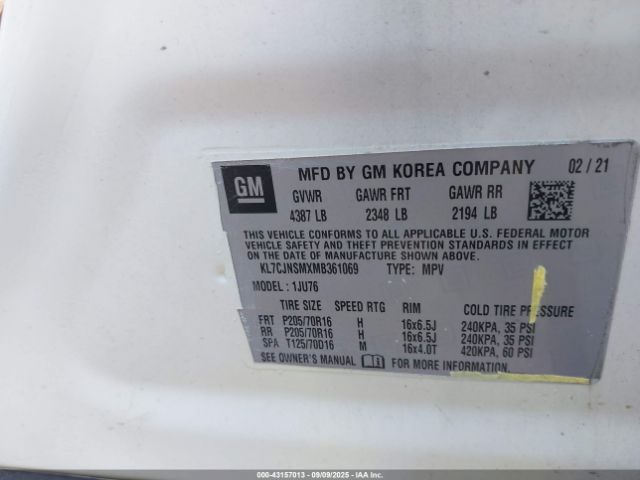 GM
MFD BY GM KOREA COMPANY 02 / 21
GVWR GAWR FRT GAWR RR
4387 LB 2348 LB 2194 LB
THIS VEHICLE CONFORMS TO ALL APPLICABLE U.S. FEDERAL MOTOR
VEHICLE SAFETY AND THEFT PREVENTION STANDARDS IN EFFECT ON
THE DATE OF MANUFACTURE SHOWN ABOVE.
KL7CJNSMXMB361069 TYPE: MPV
MODEL : 1JU76
TIRE SIZE SPEED RTG RIM COLD TIRE PRESSURE
FRT P205/70R16 H 16x6.5J 240KPA, 35 PSI
RR P205/70R16 H 16x6.5J 240KPA, 35 PSI
SPA T125/70D16 M 16x4.0T 420KPA, 60 PSI
SEE OWNER'S MANUAL FOR MORE INFORMATION.
000-43157013 - 09/09/2025 - IAAI.COM